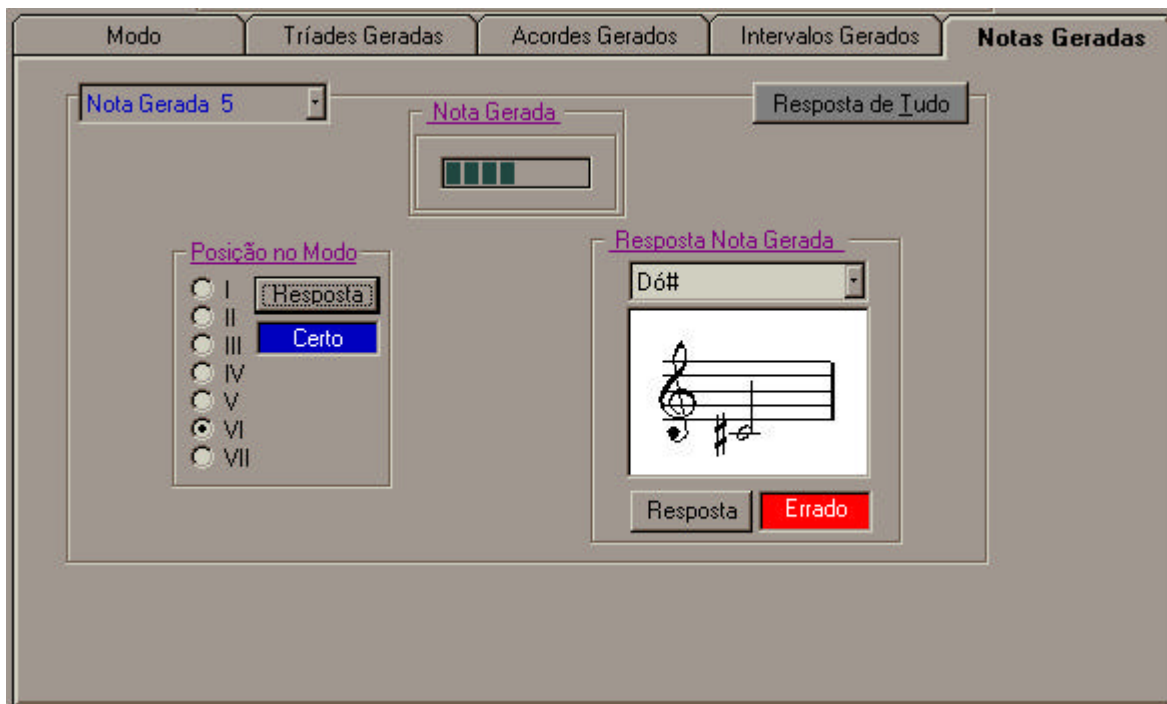 Modo
Tríades Geradas
Acordes Gerados
Intervalos Gerados
Notas Geradas
Nota Gerada 5
Nota Gerada
Resposta de Tudo
Posição no Modo
I
II
III
IV
V
VI
VII
Resposta
Certo
Resposta Nota Gerada
Dó#
Resposta
Errado